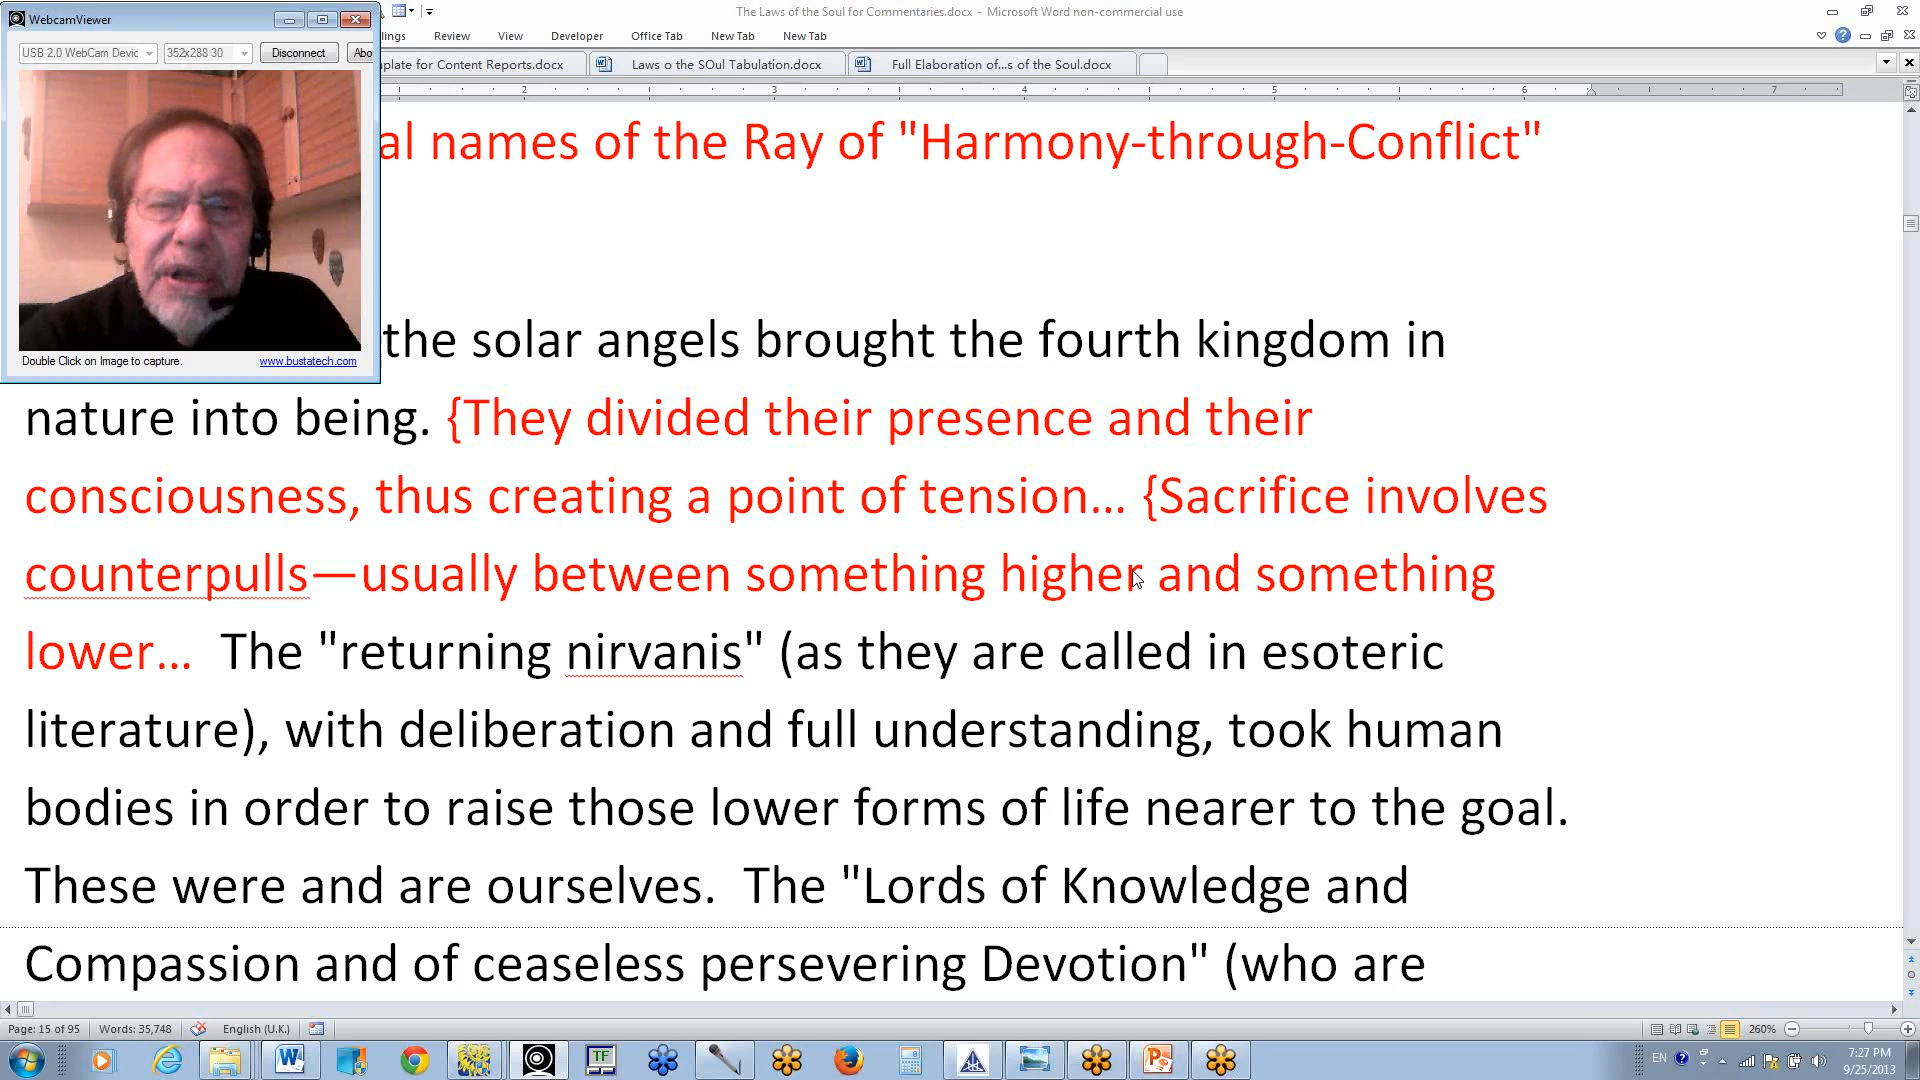 WebcamViewer
USB 2.0 WebCam Devic
352x288 30
Disconnect
Abo
Double Click on Image to capture.
www.bustatech.com
The Laws of the Soul for Commentaries.docx - Microsoft Word non-commercial use
lings Review View Developer Office Tab New Tab New Tab
plate for Content Reports.docx Laws o the SOul Tabulation.docx Full Elaboration of...s of the Soul.docx
2 3 4 5 6 7
al names of the Ray of "Harmony-through-Conflict"
the solar angels brought the fourth kingdom in
nature into being. {They divided their presence and their
consciousness, thus creating a point of tension... {Sacrifice involves
counterpulls—usually between something higher and something
lower... The "returning nirvanis" (as they are called in esoteric
literature), with deliberation and full understanding, took human
bodies in order to raise those lower forms of life nearer to the goal.
These were and are ourselves. The "Lords of Knowledge and
Compassion and of ceaseless persevering Devotion" (who are
Page: 15 of 95 Words: 35,748 English (U.K.) 260%
TF
EN
7:27 PM
9/25/2013